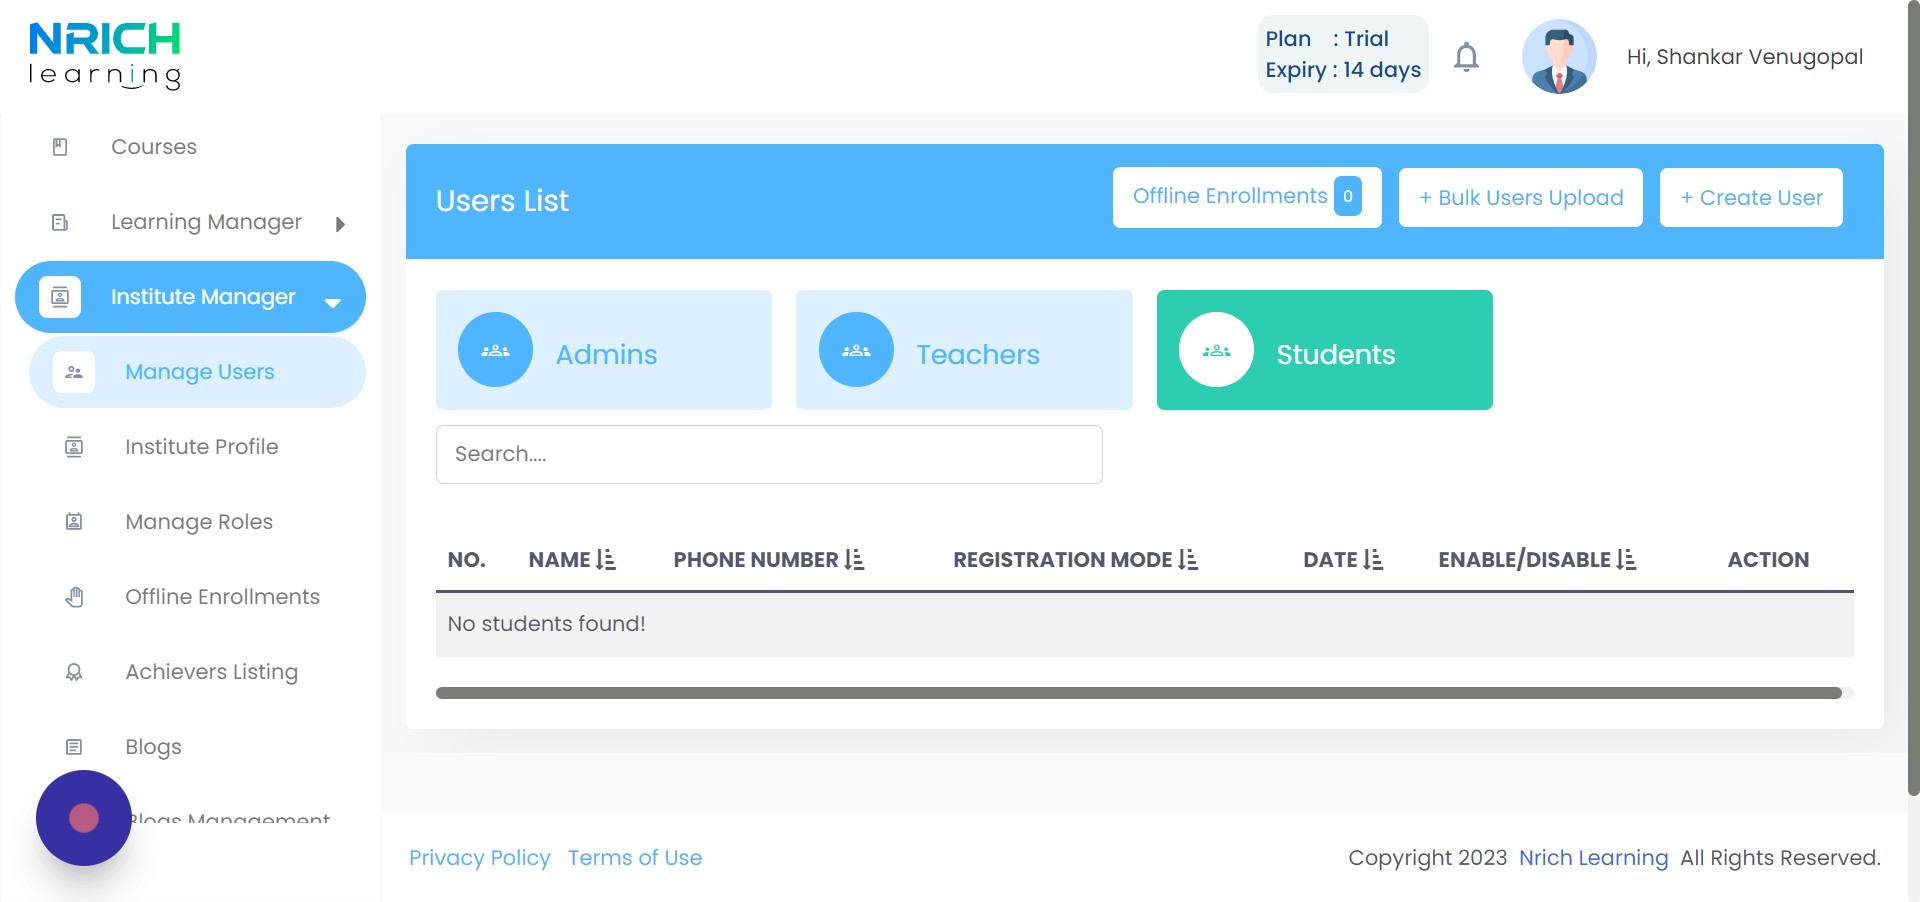 NRICH
learning
Plan : Trial
Expiry : 14 days
Hi, Shankar Venugopal
Courses
Learning Manager
Institute Manager
Manage Users
Institute Profile
Manage Roles
Offline Enrollments
Achievers Listing
Blogs
Blogs Management
Users List
Offline Enrollments 0
+ Bulk Users Upload
+ Create User
Admins
Teachers
Students
Search....
NO. NAME PHONE NUMBER REGISTRATION MODE DATE ENABLE/DISABLE ACTION
No students found!
Privacy Policy Terms of Use
Copyright 2023 Nrich Learning All Rights Reserved.